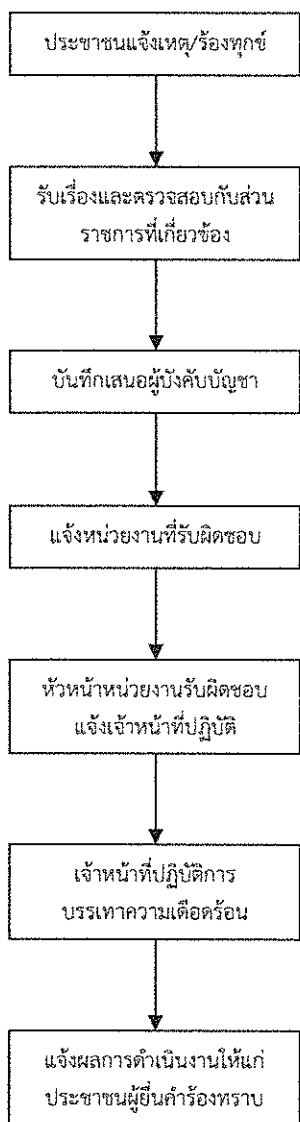 ประชาชนแจ้งเหตุ/ร้องทุกข์
รับเรื่องและตรวจสอบกับส่วน
ราชการที่เกี่ยวข้อง
บันทึกเสนอผู้บังคับบัญชา
แจ้งหน่วยงานที่รับผิดชอบ
หัวหน้าหน่วยงานรับผิดชอบ
แจ้งเจ้าหน้าที่ปฏิบัติ
เจ้าหน้าที่ปฏิบัติการ
บรรเทาความเดือดร้อน
แจ้งผลการดำเนินงานให้แก่
ประชาชนผู้ยื่นคำร้องทราบ